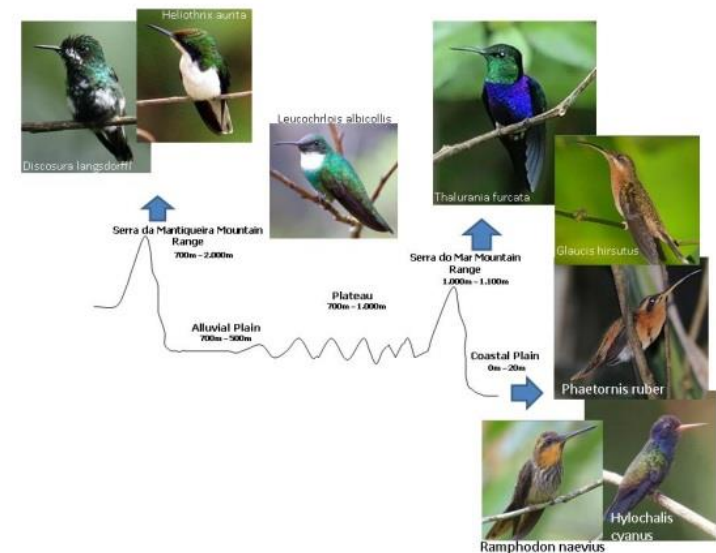 Heliothrix aurita
Discosura langsdorffi
Leucochrlois albicollis
Thalurania furcata
Glaucis hirsutus
Serra da Mantiqueira Mountain
Range
700m – 2.000m
Serra do Mar Mountain
Range
1.000m – 1.100m
Plateau
700m – 1.000m
Alluvial Plain
700m – 500m
Coastal Plain
0m – 20m
Phaetornis ruber
Ramphodon naevius
Hylochalis
cyanus